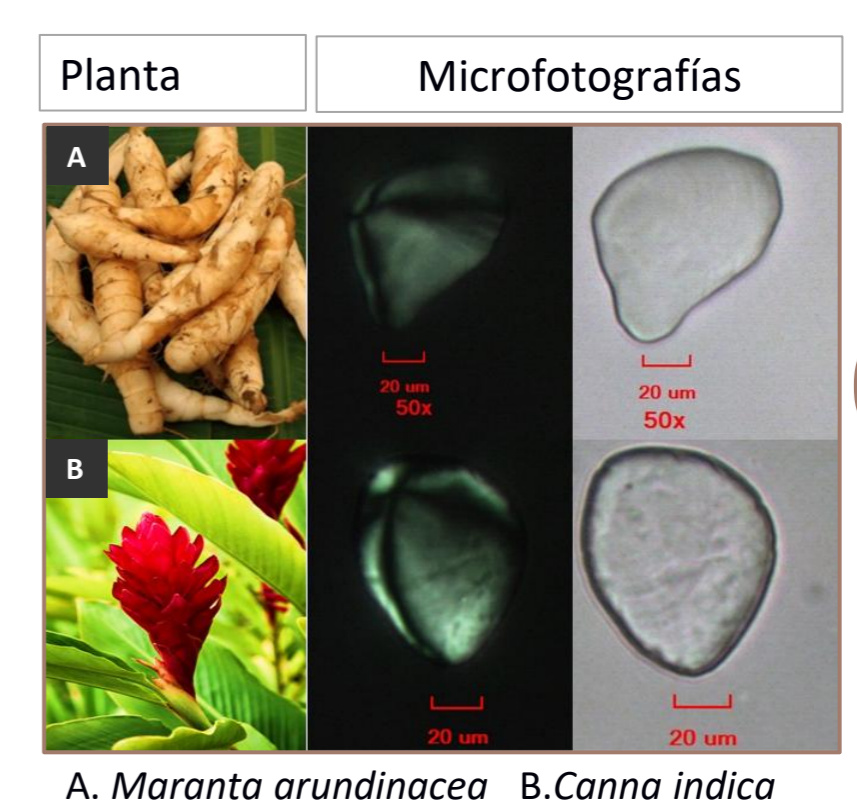 Planta
Microfotografías
A
20 um
50x
20 um
50x
B
20 um
20 um
A. Maranta arundinacea B.Canna indica